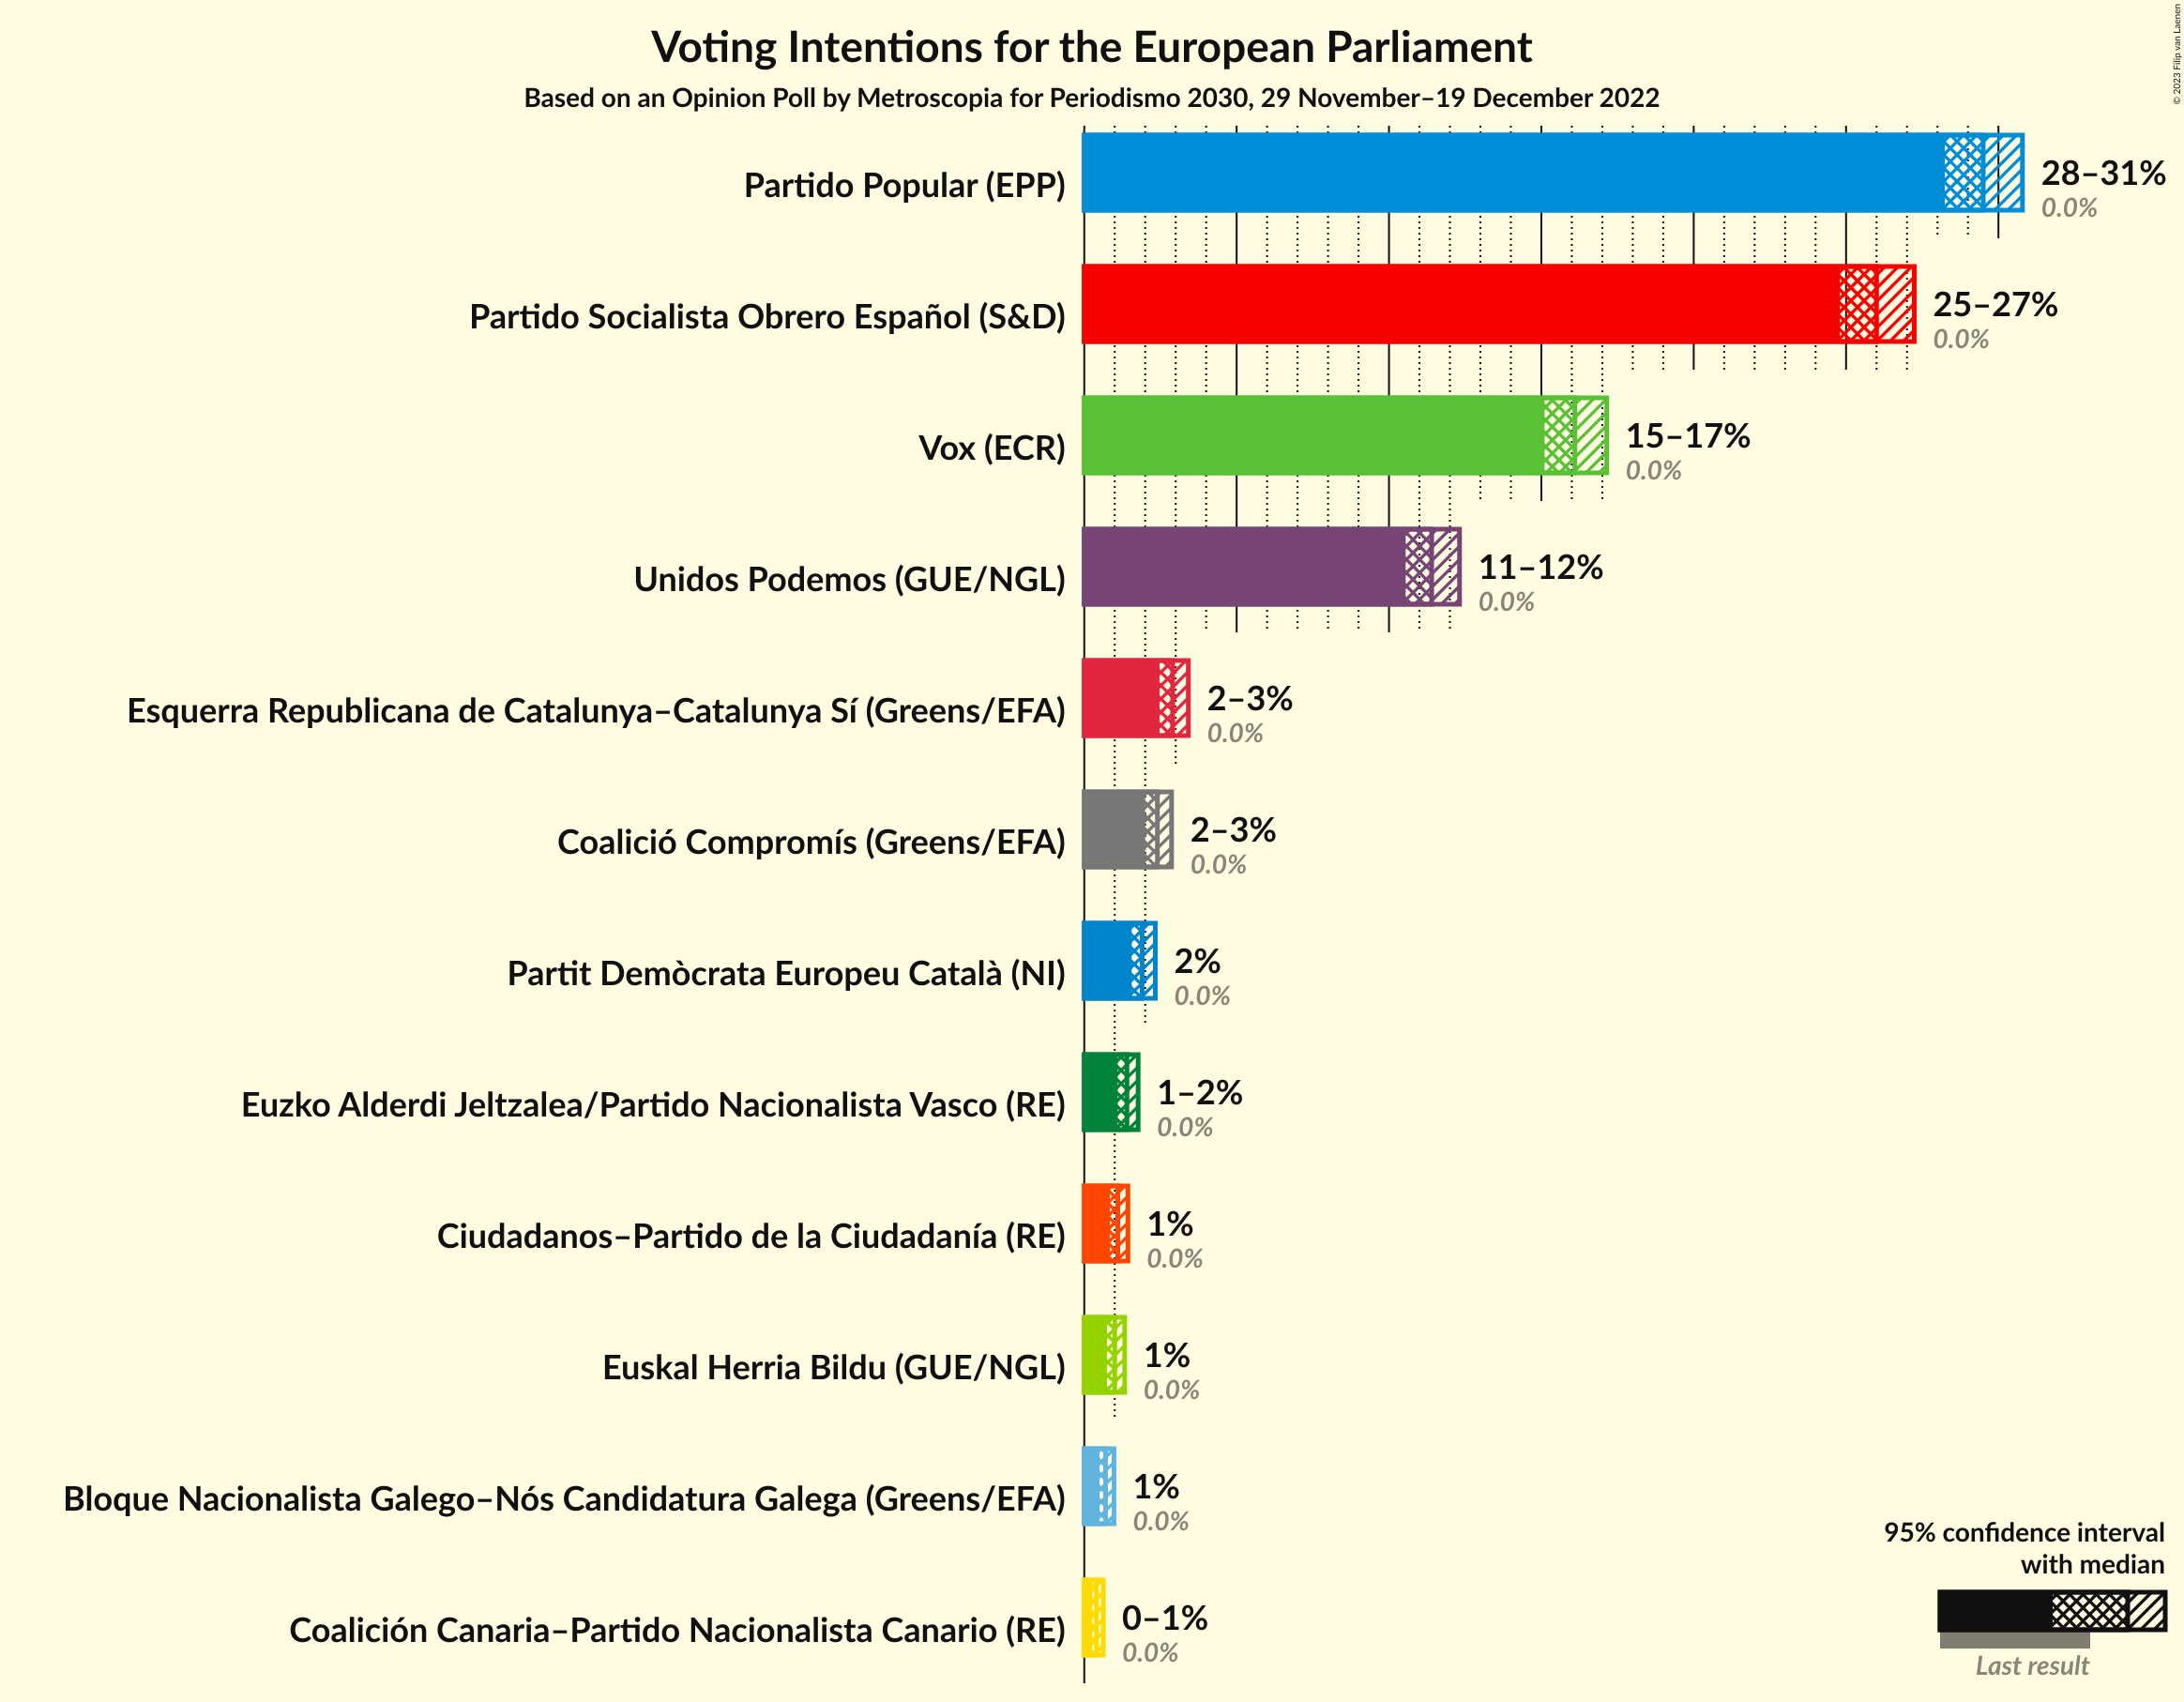 © 2023 Filip van Laenen
Voting Intentions for the European Parliament
Based on an Opinion Poll by Metroscopia for Periodismo 2030, 29 November–19 December 2022
Partido Popular (EPP)
28–31%
0.0%
Partido Socialista Obrero Español (S&D)
25–27%
0.0%
Vox (ECR)
15–17%
0.0%
Unidos Podemos (GUE/NGL)
11–12%
0.0%
Esquerra Republicana de Catalunya–Catalunya Sí (Greens/EFA)
2–3%
0.0%
Coalició Compromís (Greens/EFA)
2–3%
0.0%
Partit Demòcrata Europeu Català (NI)
2%
0.0%
Euzko Alderdi Jeltzalea/Partido Nacionalista Vasco (RE)
1–2%
0.0%
Ciudadanos–Partido de la Ciudadanía (RE)
1%
0.0%
Euskal Herria Bildu (GUE/NGL)
1%
0.0%
Bloque Nacionalista Galego–Nós Candidatura Galega (Greens/EFA)
1%
0.0%
Coalición Canaria–Partido Nacionalista Canario (RE)
0–1%
0.0%
95% confidence interval
with median
Last result